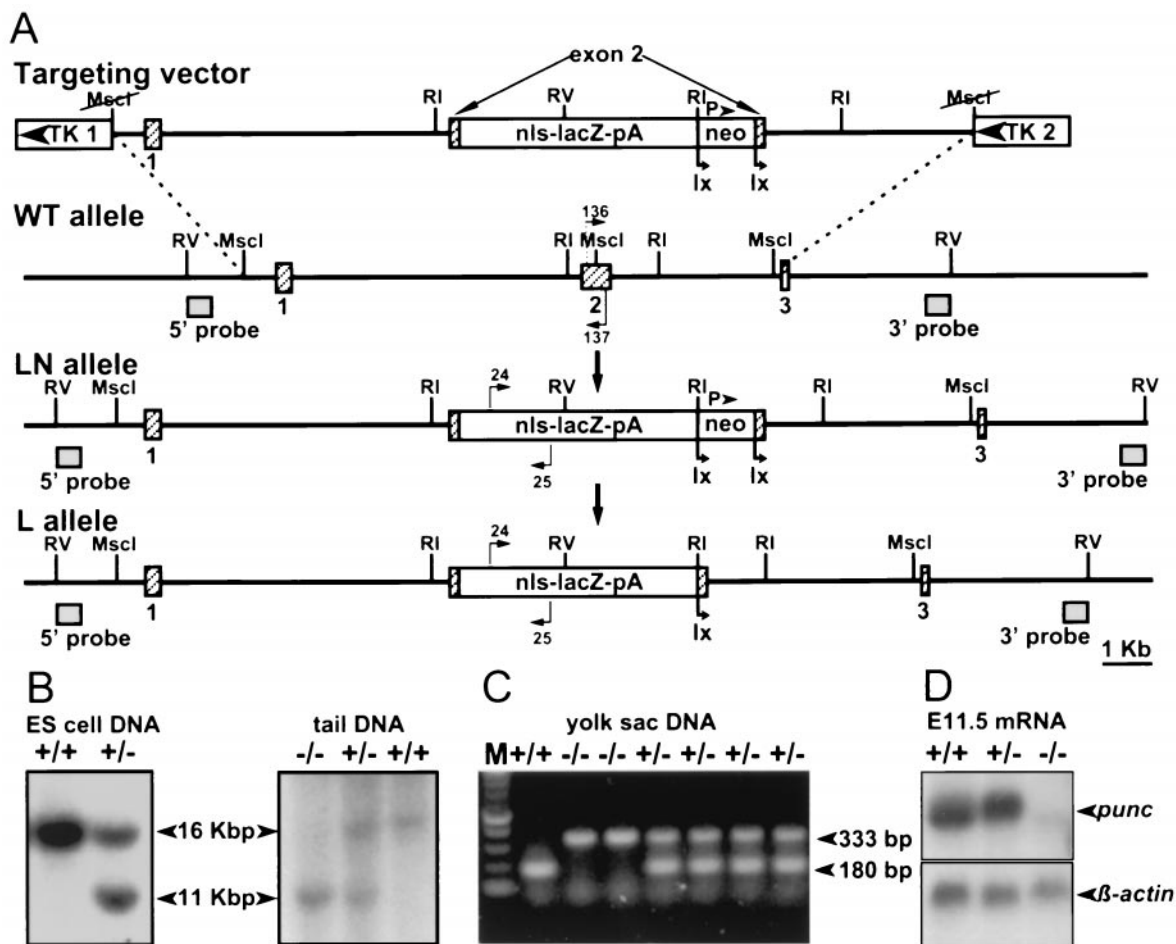 A
Targeting vector
exon 2
MscI
RI
RV
RI
P
RI
MscI
TK 1
1
nls-lacZ-pA
neo
TK 2
lx
lx
WT allele
136
RV
MscI
RI
MscI
RI
MscI
RV
1
2
3
5’ probe
137
3’ probe
LN allele
RV
MscI
RI
24
RV
RI
P
RI
MscI
RV
nls-lacZ-pA
neo
1
25
lx
lx
3
5’ probe
3’ probe
L allele
RV
MscI
RI
24
RV
RI
RI
MscI
RV
nls-lacZ-pA
1
25
lx
3
5’ probe
3’ probe
1 Kb
B
ES cell DNA
+/+ +/-
tail DNA
-/- +/- +/+
16 Kbp
11 Kbp
C
yolk sac DNA
M +/+ -/- -/- +/- +/- +/- +/-
333 bp
180 bp
D
E11.5 mRNA
+/+ +/- -/-
punc
ß-actin